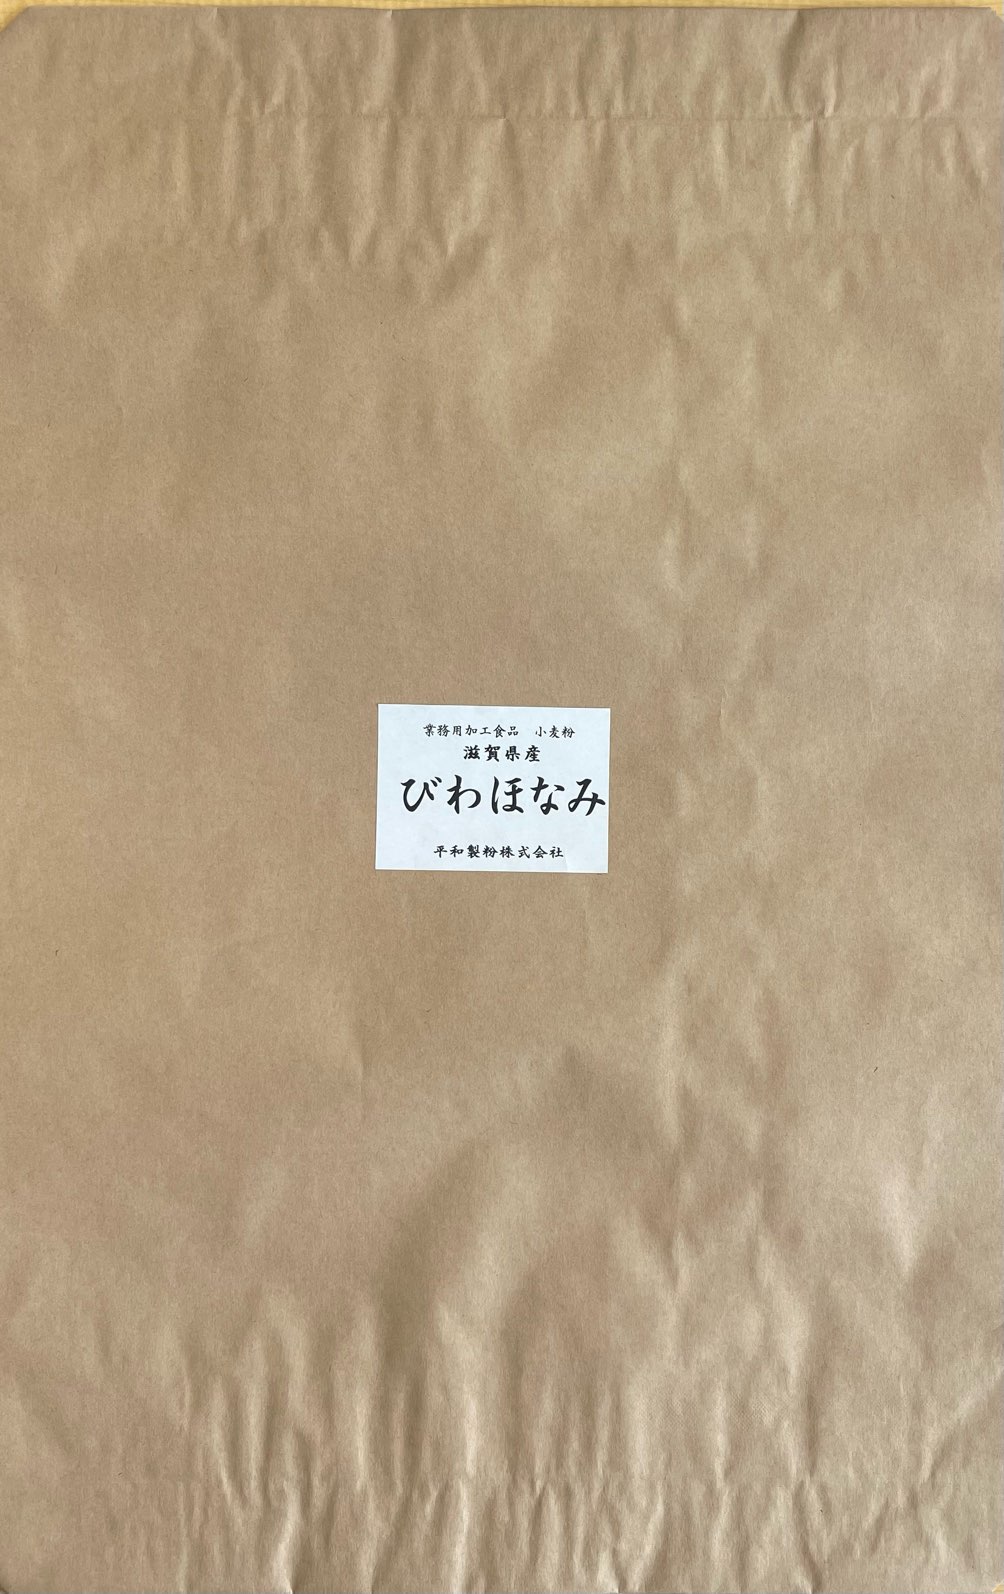 業務用加工食品　小麦粉
滋賀県産
びわほなみ
平和製粉株式会社